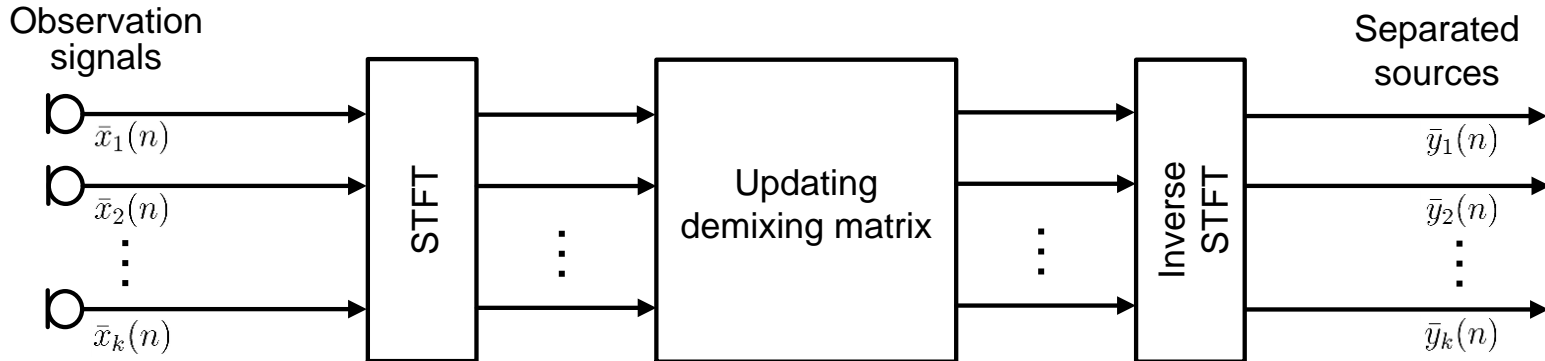 Observation
signals
x̄₁(n)
x̄₂(n)
⋮
x̄ₖ(n)
STFT
⋮
Updating
demixing matrix
⋮
Inverse
STFT
Separated
sources
ȳ₁(n)
ȳ₂(n)
⋮
ȳₖ(n)